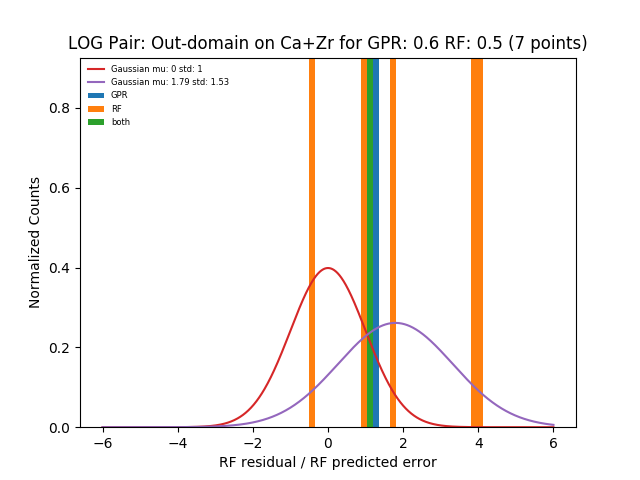 LOG Pair: Out-domain on Ca+Zr for GPR: 0.6 RF: 0.5 (7 points)
Gaussian mu: 0 std: 1
Gaussian mu: 1.79 std: 1.53
GPR
RF
both
Normalized Counts
0.8
0.6
0.4
0.2
0.0
−6 −4 −2 0 2 4 6
RF residual / RF predicted error